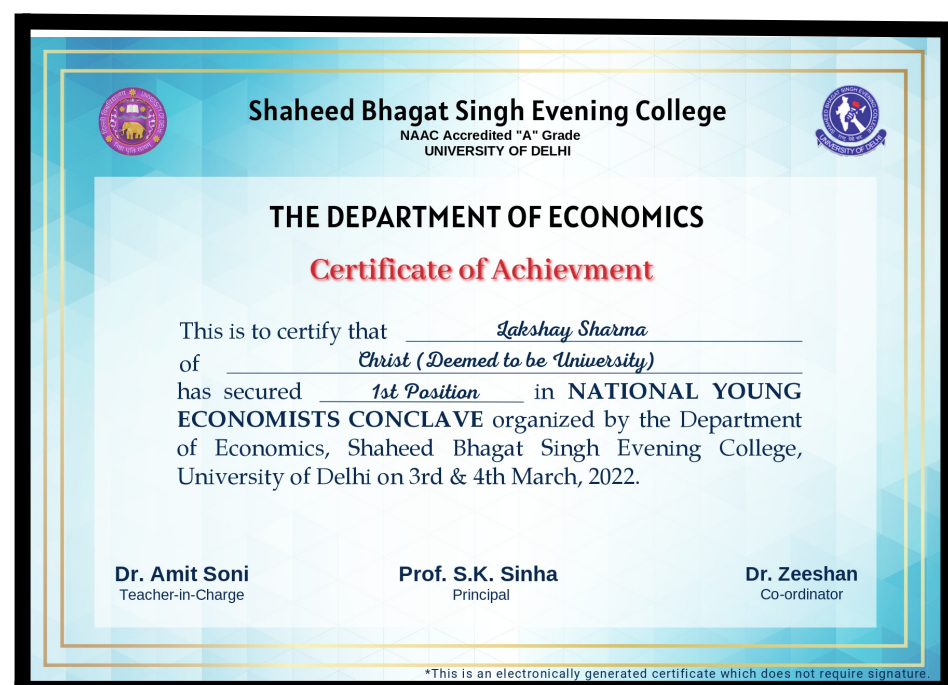 Shaheed Bhagat Singh Evening College
NAAC Accredited "A" Grade
UNIVERSITY OF DELHI
UNIVERSITY OF DELHI
THE DEPARTMENT OF ECONOMICS
Certificate of Achievment
This is to certify that Lakshay Sharma
of Christ (Deemed to be University)
has secured 1st Position in NATIONAL YOUNG
ECONOMISTS CONCLAVE organized by the Department
of Economics, Shaheed Bhagat Singh Evening College,
University of Delhi on 3rd & 4th March, 2022.
Dr. Amit Soni Prof. S.K. Sinha Dr. Zeeshan
Teacher-in-Charge Principal Co-ordinator
*This is an electronically generated certificate which does not require signature.